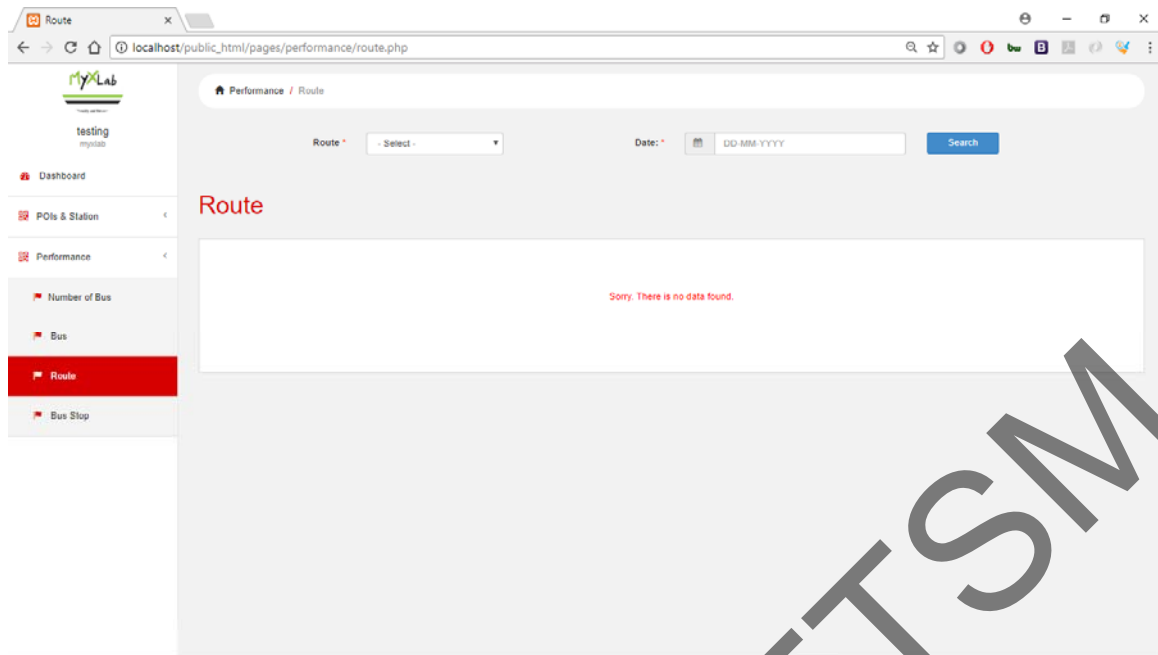 Route
localhost/public_html/pages/performance/route.php
MyXLab
testing
myxlab
Performance / Route
Route * - Select - Date: * DD-MM-YYYY Search
Dashboard
POIs & Station
Route
Performance
Number of Bus
Sorry. There is no data found.
Bus
Route
Bus Stop
TSM